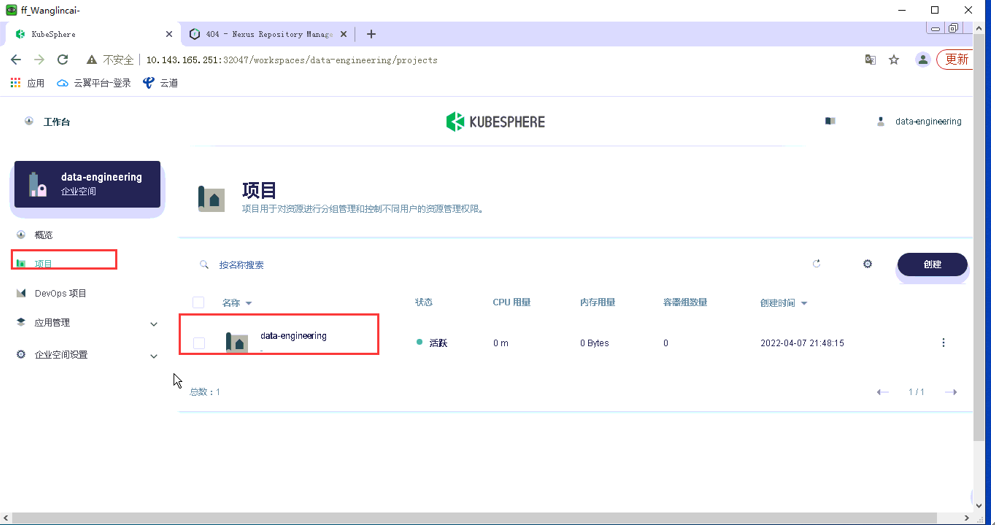 ff_Wanglincai-
KubeSphere
404 - Nexus Repository Manage
不安全
10.143.165.251:32047/workspaces/data-engineering/projects
更新
应用
云翼平台-登录
云道
工作台
KUBESPHERE
data-engineering
data-engineering
企业空间
项目
项目用于对资源进行分组管理和控制不同用户的资源管理权限。
概览
项目
DevOps 项目
应用管理
企业空间设置
按名称搜索
创建
名称 状态 CPU 用量 内存用量 容器组数量 创建时间
data-engineering 活跃 0 m 0 Bytes 0 2022-04-07 21:48:15
-
总数：1
1 / 1